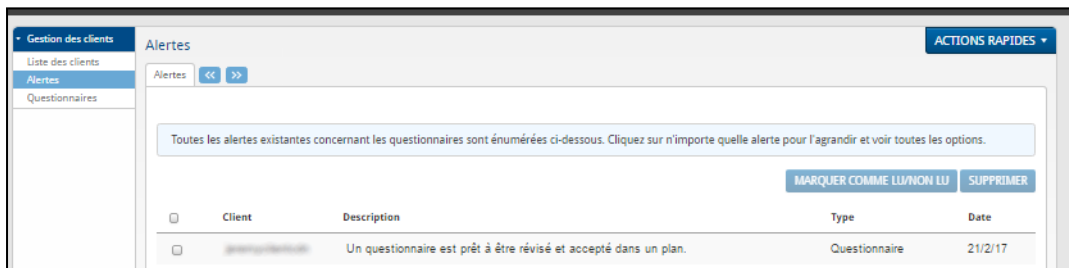 Gestion des clients
Liste des clients
Alertes
Questionnaires
Alertes
ACTIONS RAPIDES
Alertes << >>
Toutes les alertes existantes concernant les questionnaires sont énumérées ci-dessous. Cliquez sur n'importe quelle alerte pour l'agrandir et voir toutes les options.
MARQUER COMME LU/NON LU SUPPRIMER
Client Description Type Date
Un questionnaire est prêt à être révisé et accepté dans un plan. Questionnaire 21/2/17